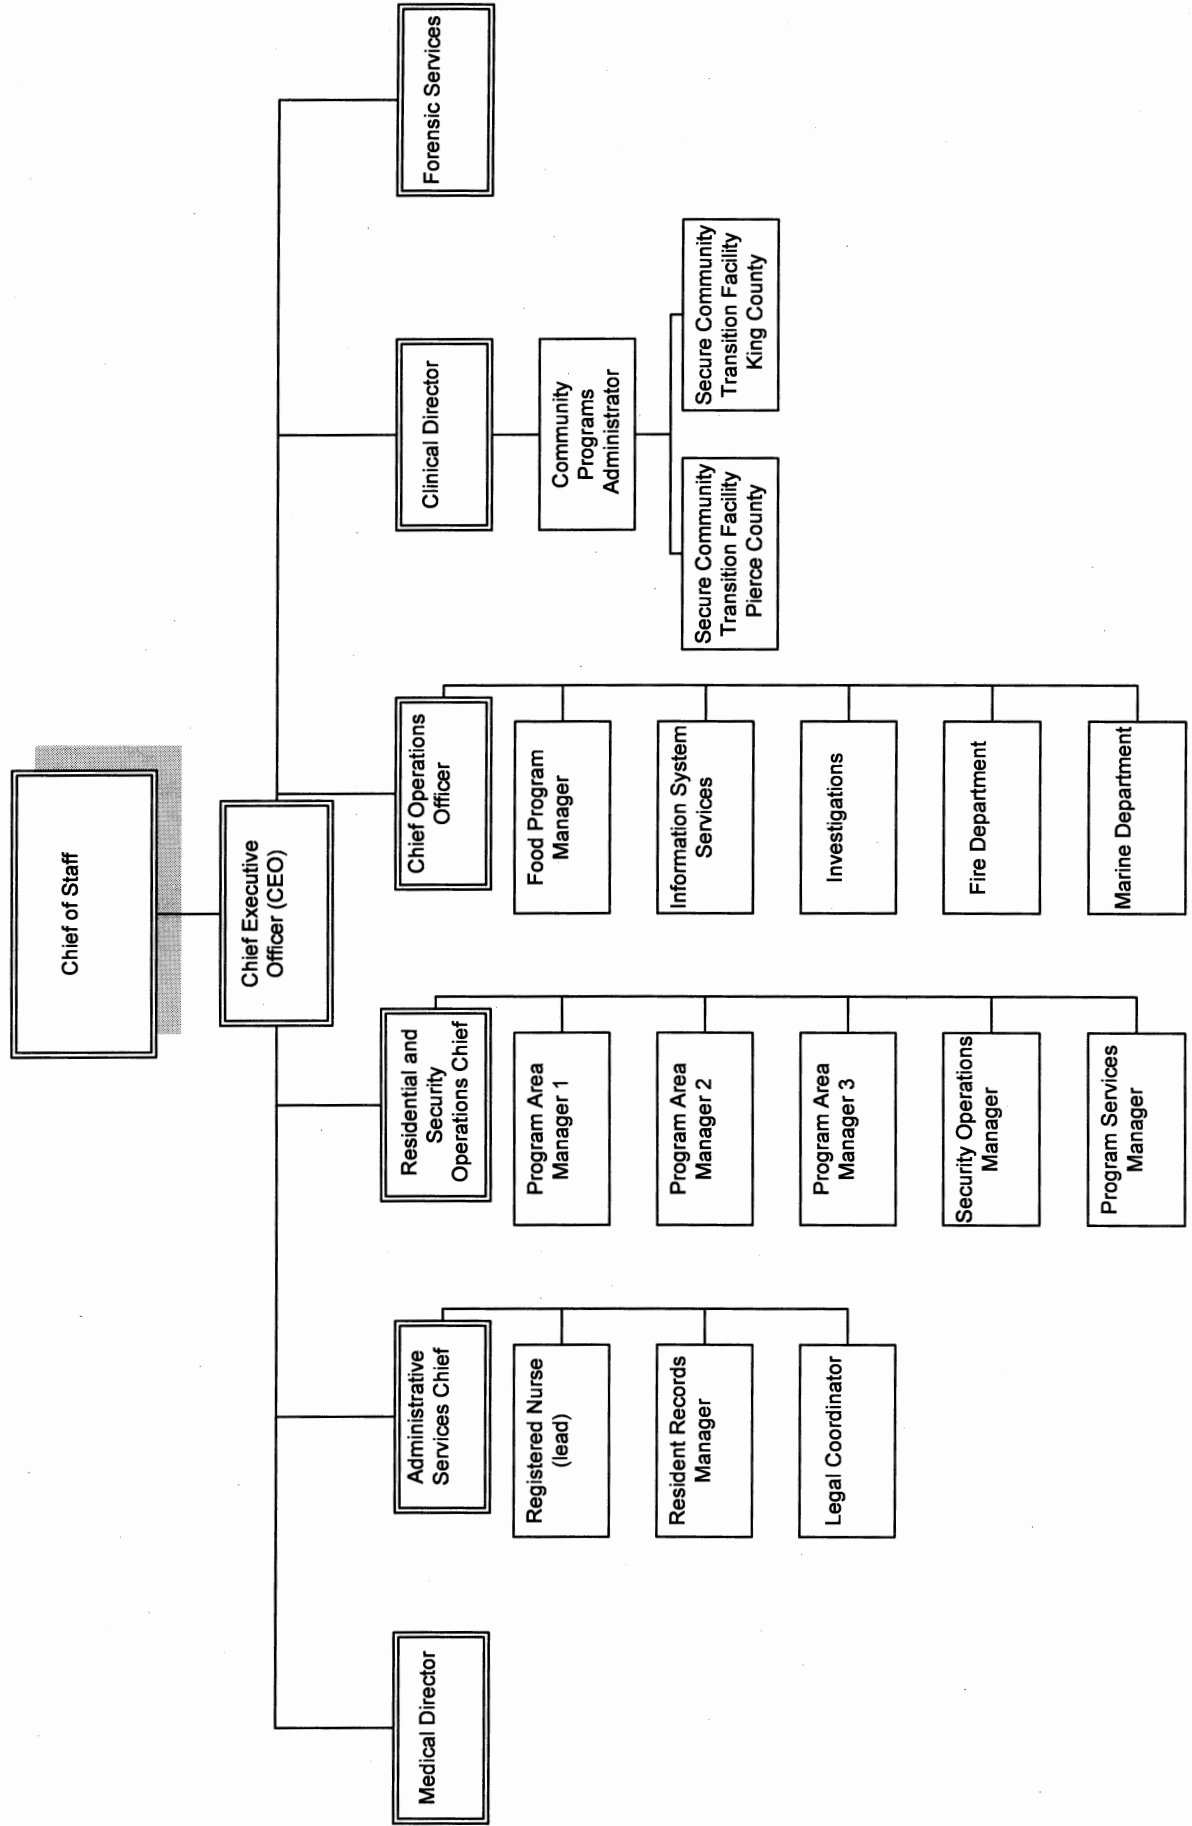 Chief of Staff
Chief Executive
Officer (CEO)
Medical Director
Administrative
Services Chief
Registered Nurse
(lead)
Resident Records
Manager
Legal Coordinator
Residential and
Security
Operations Chief
Program Area
Manager 1
Program Area
Manager 2
Program Area
Manager 3
Security Operations
Manager
Program Services
Manager
Chief Operations
Officer
Food Program
Manager
Information System
Services
Investigations
Fire Department
Marine Department
Clinical Director
Community
Programs
Administrator
Secure Community
Transition Facility
Pierce County
Secure Community
Transition Facility
King County
Forensic Services